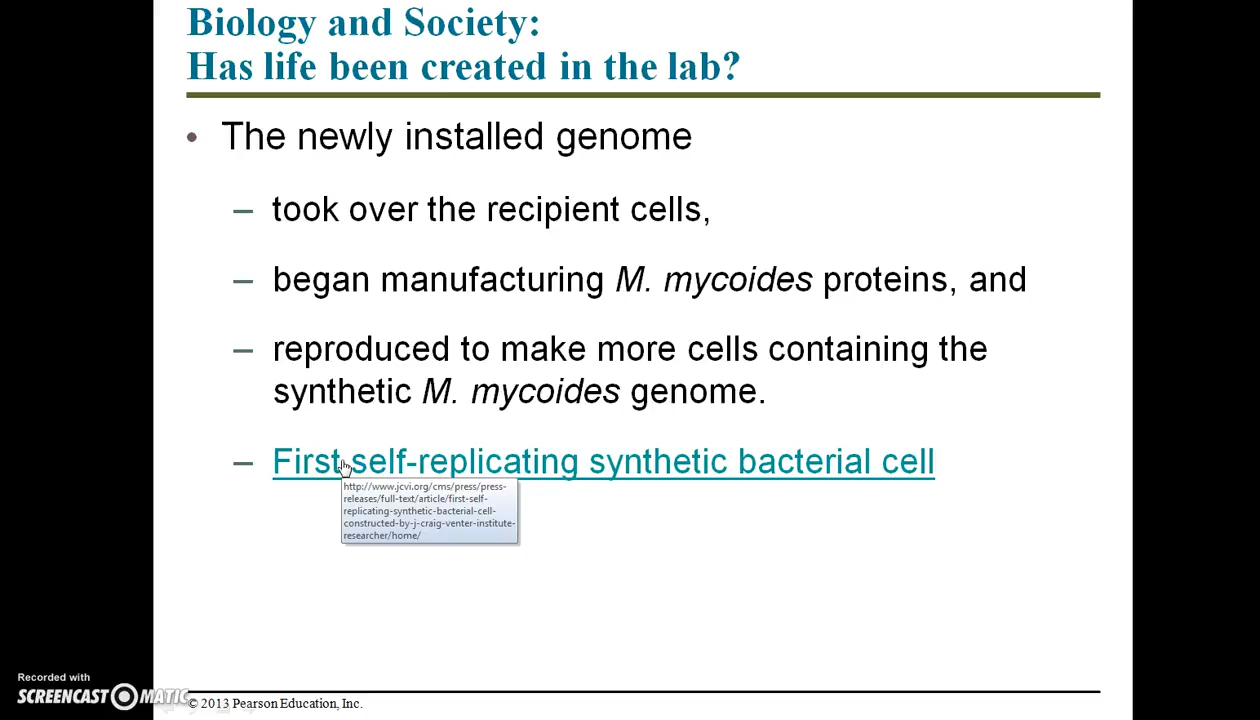 Biology and Society:
Has life been created in the lab?
• The newly installed genome
– took over the recipient cells,
– began manufacturing M. mycoides proteins, and
– reproduced to make more cells containing the
synthetic M. mycoides genome.
– First self-replicating synthetic bacterial cell
http://www.jcvi.org/cms/press/press-
releases/full-text/article/first-self-
replicating-synthetic-bacterial-cell-
constructed-by-j-craig-venter-institute-
researcher/home/
Recorded with
SCREENCAST-O-MATIC
© 2013 Pearson Education, Inc.